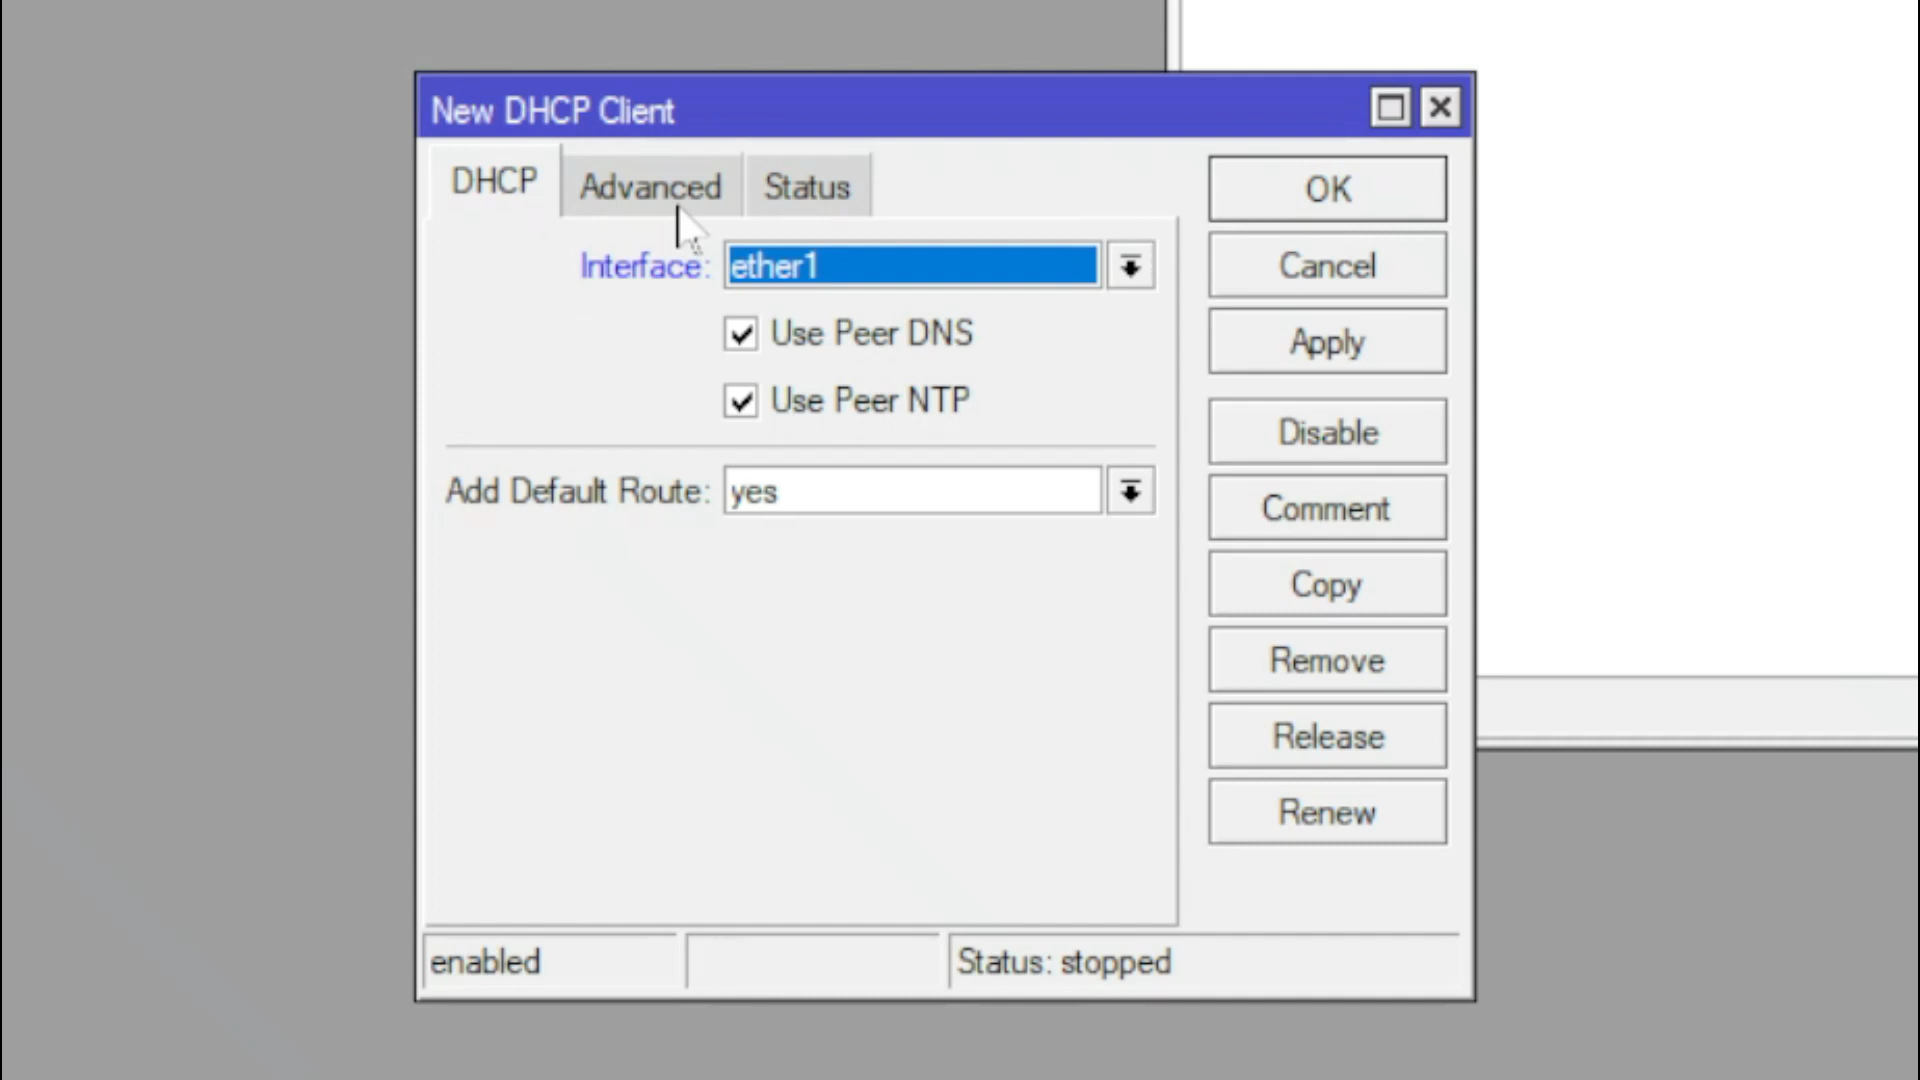 New DHCP Client
DHCP Advanced Status
Interface: ether1
Use Peer DNS
Use Peer NTP
Add Default Route: yes
OK
Cancel
Apply
Disable
Comment
Copy
Remove
Release
Renew
enabled Status: stopped